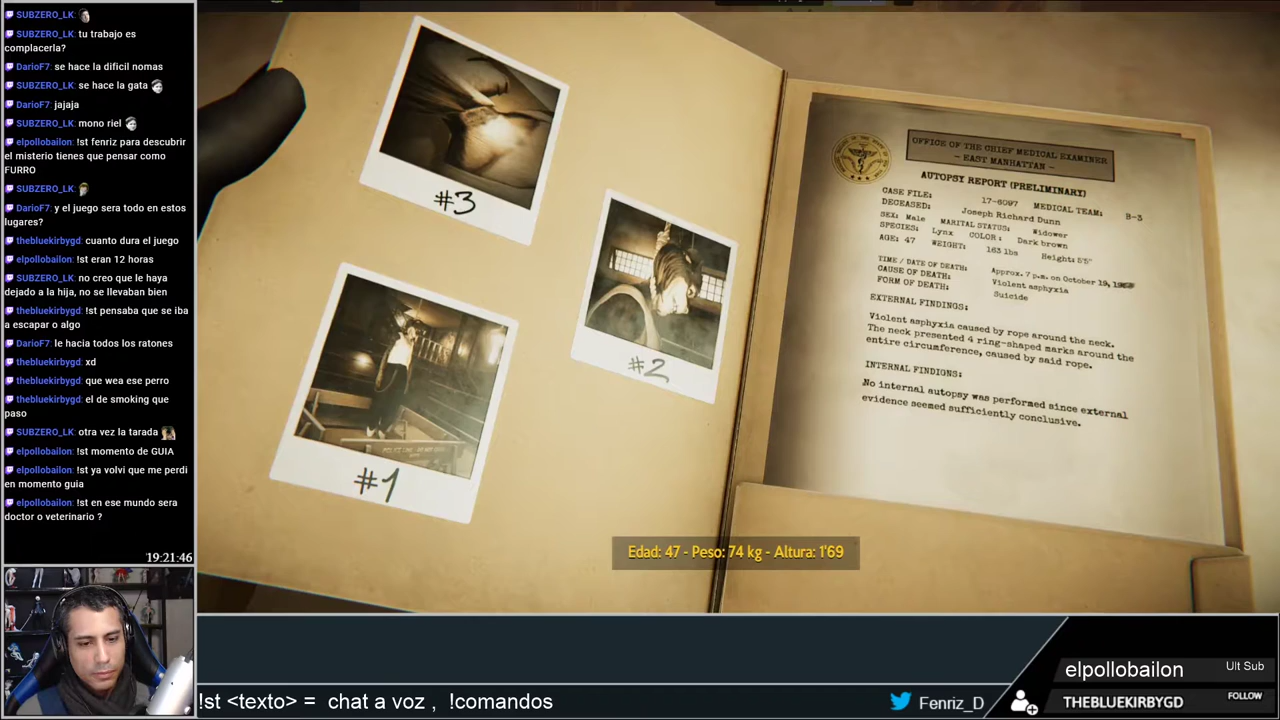 SUBZERO_LK:
SUBZERO_LK: tu trabajo es
complacerla?
DarioF7: se hace la dificil nomas
SUBZERO_LK: se hace la gata
DarioF7: jajaja
SUBZERO_LK: mono riel
elpollobailon: !st fenriz para descubrir
el misterio tienes que pensar como
FURRO
SUBZERO_LK:
DarioF7: y el juego sera todo en estos
lugares?
thebluekirbygd: cuanto dura el juego
elpollobailon: !st eran 12 horas
SUBZERO_LK: no creo que le haya
dejado a la hija, no se llevaban bien
thebluekirbygd: !st pensaba que se iba
a escapar o algo
DarioF7: le hacia todos los ratones
thebluekirbygd: xd
thebluekirbygd: que wea ese perro
thebluekirbygd: el de smoking que
paso
SUBZERO_LK: otra vez la tarada
elpollobailon: !st momento de GUIA
elpollobailon: !st ya volvi que me perdi
en momento guia
elpollobailon: !st en ese mundo sera
doctor o veterinario ?
19:21:46
#3
#2
#1
OFFICE OF THE CHIEF MEDICAL EXAMINER
- EAST MANHATTAN -
AUTOPSY REPORT (PRELIMINARY)
CASE FILE: 17-6097 MEDICAL TEAM: B-3
DECEASED: Joseph Richard Dunn
SEX: Male MARITAL STATUS: Widower
SPECIES: Lynx COLOR: Dark brown
AGE: 47 WEIGHT: 163 lbs Height: 5'5"
TIME / DATE OF DEATH: Approx. 7 p.m. on October 19,
CAUSE OF DEATH: Violent asphyxia
FORM OF DEATH: Suicide
EXTERNAL FINDINGS:
Violent asphyxia caused by rope around the neck.
The neck presented 4 ring-shaped marks around the
entire circumference, caused by said rope.
INTERNAL FINDIONGS:
No internal autopsy was performed since external
evidence seemed sufficiently conclusive.
Edad: 47 - Peso: 74 kg - Altura: 1'69
!st <texto> = chat a voz , !comandos
Fenriz_D
elpollobailon Ult Sub
THEBLUEKIRBYGD FOLLOW